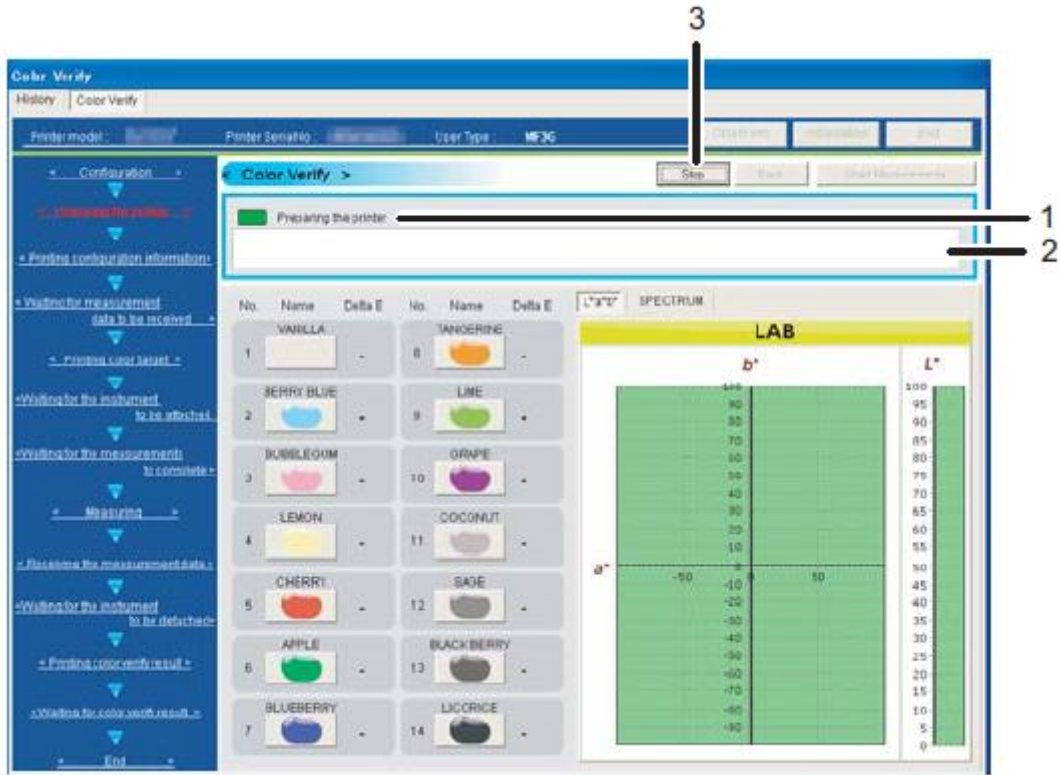 3
Color Verify
History Color Verify
Printer model : Printer SerialNo : User Type : MF3G
< Configuration >
< Color Verify > Stop Back Start Measurement
Preparing the printer
1
2
< Printing configuration information>
< Waiting for measurement
data to be received >
< Printing color target >
<Waiting for the instrument
to be attached
<Waiting for the measurements
to complete >
< Measuring >
< Receiving the measurement data >
<Waiting for the instrument
to be detached>
< Printing color verify result >
<Waiting for color verify result >
< End >
No. Name Delta E No. Name Delta E
VANILLA TANGERINE
1 - 8 -
BERRY BLUE LIME
2 - 9 -
BUBBLEGUM GRAPE
3 - 10 -
LEMON COCONUT
4 - 11 -
CHERRY SAGE
5 - 12 -
APPLE BLACKBERRY
6 - 13 -
BLUEBERRY LICORICE
7 - 14 -
L*a*b* SPECTRUM
LAB
b* L*
100 100
90 95
80 90
70 85
60 80
50 75
40 70
30 65
20 60
10 55
a* -50 0 50 50
-10 45
-20 40
-30 35
-40 30
-50 25
-60 20
-70 15
-80 10
-90 5
0